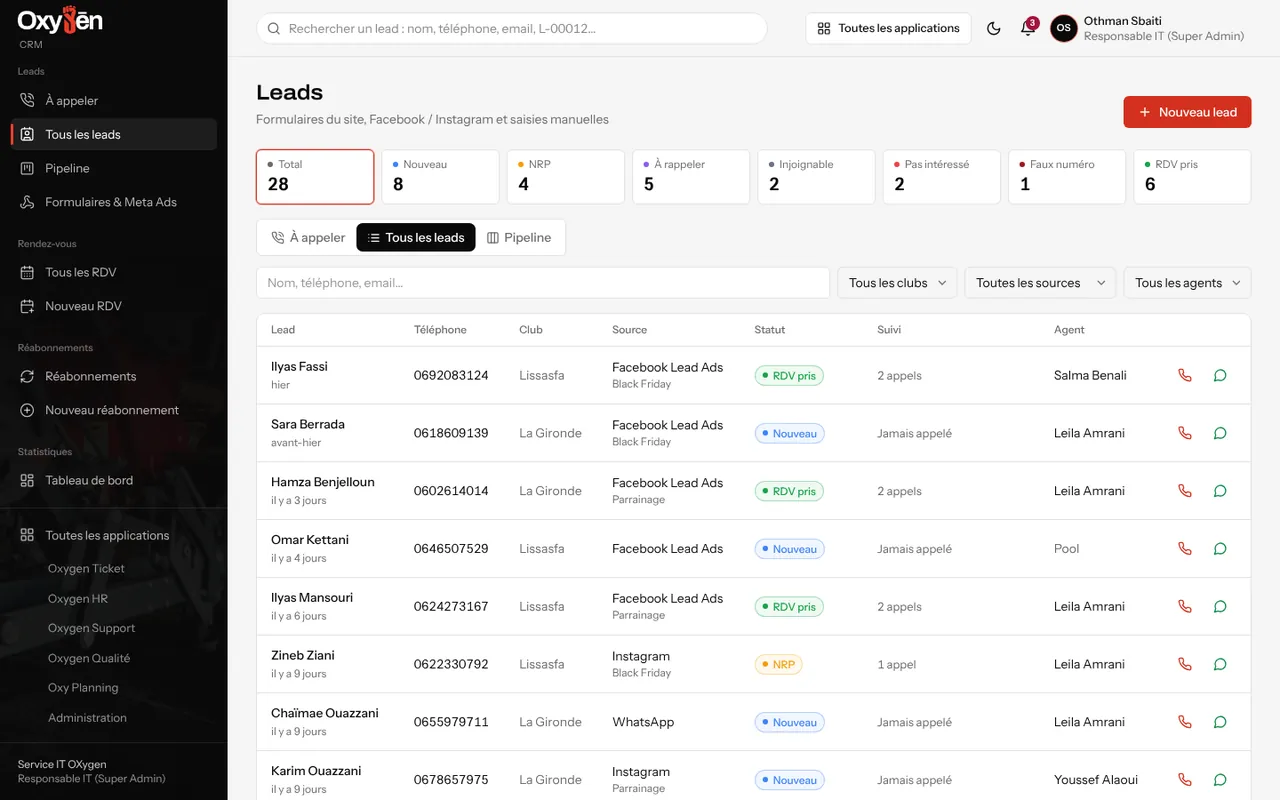 Oxygēn
CRM
Leads
À appeler
Tous les leads
Pipeline
Formulaires & Meta Ads
Rendez-vous
Tous les RDV
Nouveau RDV
Réabonnements
Réabonnements
Nouveau réabonnement
Statistiques
Tableau de bord
Toutes les applications
Oxygen Ticket
Oxygen HR
Oxygen Support
Oxygen Qualité
Oxy Planning
Administration
Service IT OXygen
Responsable IT (Super Admin)
Rechercher un lead : nom, téléphone, email, L-00012...
Toutes les applications
3
OS
Othman Sbaiti
Responsable IT (Super Admin)
Leads
Formulaires du site, Facebook / Instagram et saisies manuelles
+ Nouveau lead
Total
28
Nouveau
8
NRP
4
À rappeler
5
Injoignable
2
Pas intéressé
2
Faux numéro
1
RDV pris
6
À appeler
Tous les leads
Pipeline
Nom, téléphone, email...
Tous les clubs
Toutes les sources
Tous les agents
Lead Téléphone Club Source Statut Suivi Agent
Ilyas Fassi 0692083124 Lissasfa Facebook Lead Ads RDV pris 2 appels Salma Benali
hier Black Friday
Sara Berrada 0618609139 La Gironde Facebook Lead Ads Nouveau Jamais appelé Leila Amrani
avant-hier Black Friday
Hamza Benjelloun 0602614014 La Gironde Facebook Lead Ads RDV pris 2 appels Leila Amrani
il y a 3 jours Parrainage
Omar Kettani 0646507529 Lissasfa Facebook Lead Ads Nouveau Jamais appelé Pool
il y a 4 jours
Ilyas Mansouri 0624273167 Lissasfa Facebook Lead Ads RDV pris 2 appels Leila Amrani
il y a 6 jours Parrainage
Zineb Ziani 0622330792 Lissasfa Instagram NRP 1 appel Leila Amrani
il y a 9 jours Black Friday
Chaïmae Ouazzani 0655979711 La Gironde WhatsApp Nouveau Jamais appelé Leila Amrani
il y a 9 jours
Karim Ouazzani 0678657975 La Gironde Instagram Nouveau Jamais appelé Youssef Alaoui
il y a 9 jours Parrainage